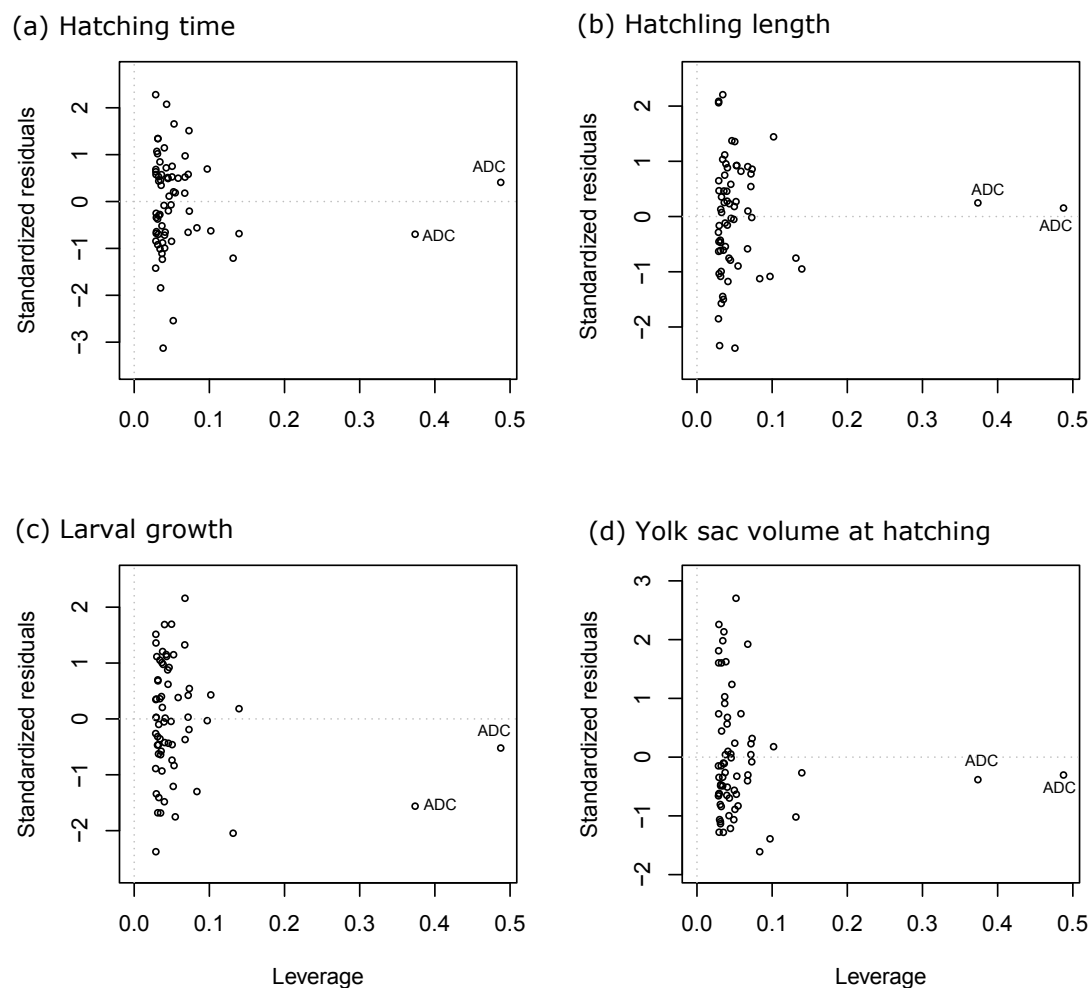 (a) Hatching time
Standardized residuals
2
1
0
−1
−2
−3
ADC
ADC
0.0 0.1 0.2 0.3 0.4 0.5
(b) Hatchling length
Standardized residuals
2
1
0
−1
−2
ADC
ADC
0.0 0.1 0.2 0.3 0.4 0.5
(c) Larval growth
Standardized residuals
2
1
0
−1
−2
ADC
ADC
0.0 0.1 0.2 0.3 0.4 0.5
Leverage
(d) Yolk sac volume at hatching
Standardized residuals
3
2
1
0
−1
−2
ADC
ADC
0.0 0.1 0.2 0.3 0.4 0.5
Leverage